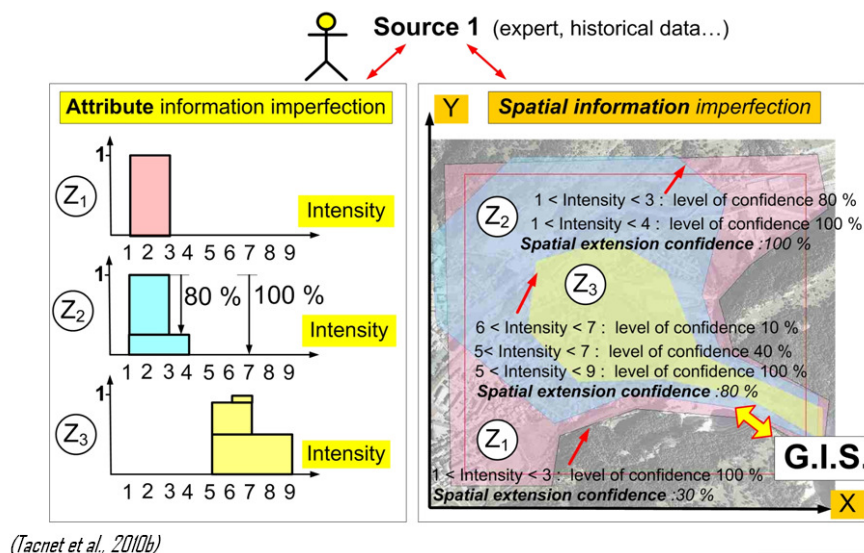 Source 1 (expert, historical data…)
Attribute information imperfection
1
Z1
Intensity
1 2 3 4 5 6 7 8 9
1
Z2
80 %
100 %
Intensity
1 2 3 4 5 6 7 8 9
1
Z3
Intensity
1 2 3 4 5 6 7 8 9
Y
Spatial information imperfection
Z2
1 < Intensity < 3 : level of confidence 80 %
1 < Intensity < 4 : level of confidence 100 %
Spatial extension confidence :100 %
Z3
6 < Intensity < 7 : level of confidence 10 %
5< Intensity < 7 : level of confidence 40 %
5 < Intensity < 9 : level of confidence 100 %
Spatial extension confidence :80 %
Z1
G.I.S.
1 < Intensity < 3 : level of confidence 100 %
Spatial extension confidence :30 %
X
(Tacnet et al., 2010b)